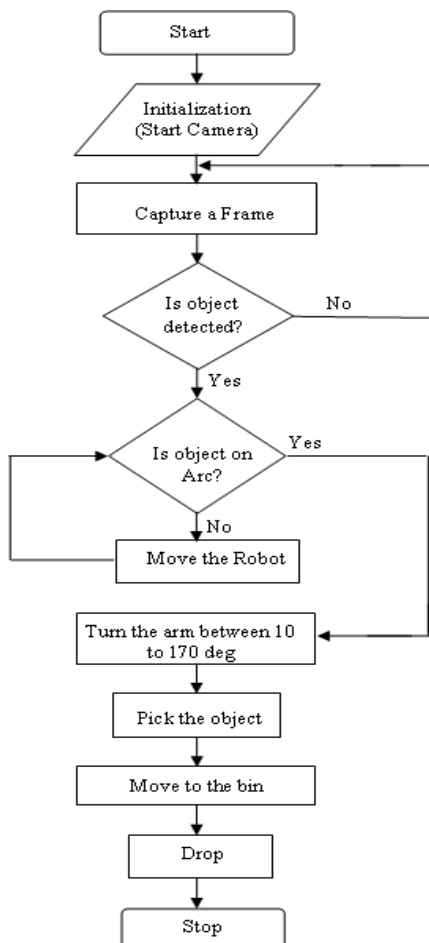 Start
Initialization
(Start Camera)
Capture a Frame
Is object
detected?
No
Yes
Is object on
Arc?
Yes
No
Move the Robot
Turn the arm between 10
to 170 deg
Pick the object
Move to the bin
Drop
Stop